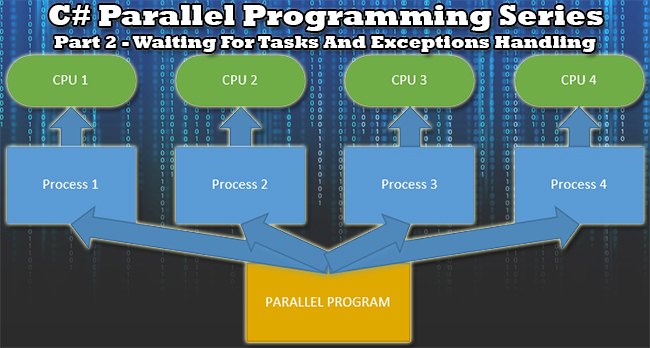 C# Parallel Programming Series
Part 2 - Waiting For Tasks And Exceptions Handling
CPU 1 CPU 2 CPU 3 CPU 4
Process 1 Process 2 Process 3 Process 4
PARALLEL PROGRAM